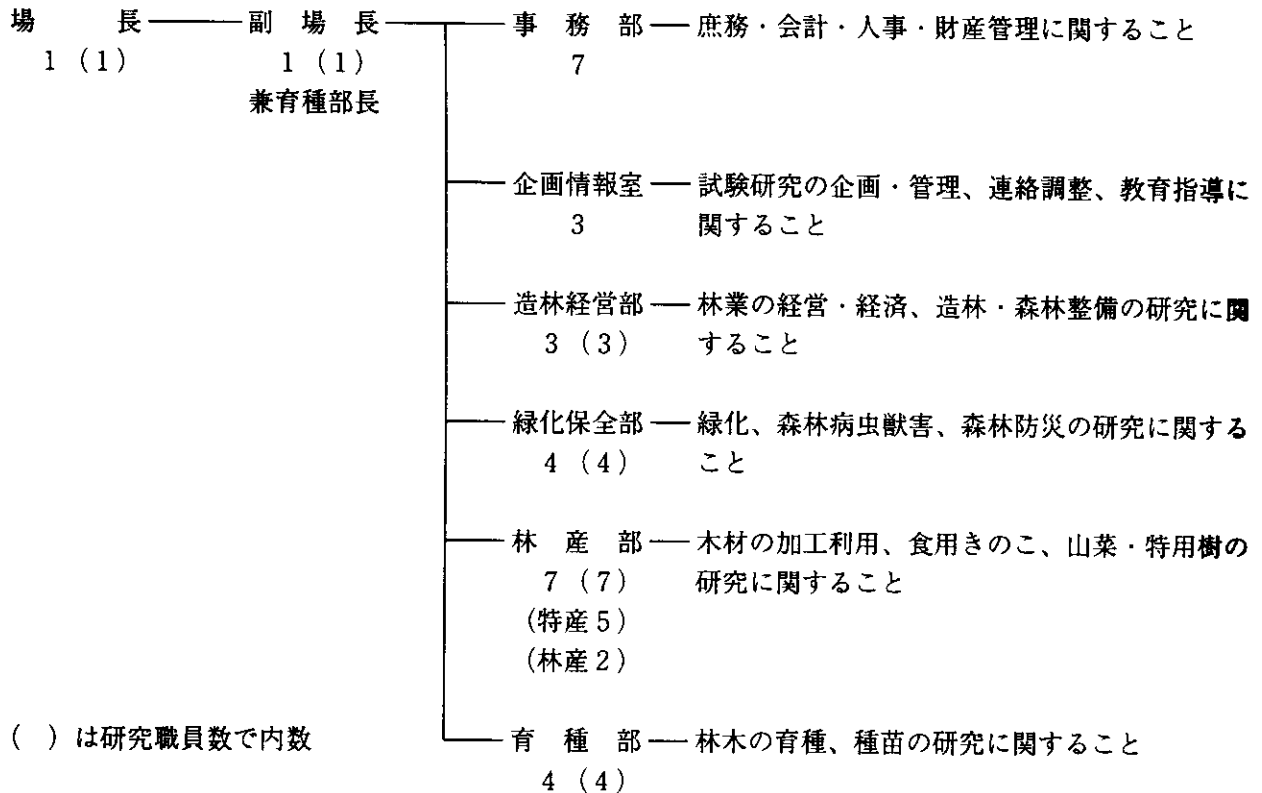 場長 副場長 事務部 庶務・会計・人事・財産管理に関すること
1 (1) 1 (1) 7
兼育種部長
企画情報室 試験研究の企画・管理、連絡調整、教育指導に
3 関すること
造林経営部 林業の経営・経済、造林・森林整備の研究に関
3 (3) すること
緑化保全部 緑化、森林病虫獣害、森林防災の研究に関する
4 (4) こと
林産部 木材の加工利用、食用きのこ、山菜・特用樹の
7 (7) 研究に関すること
(特産5)
(林産2)
( )は研究職員数で内数 育種部 林木の育種、種苗の研究に関すること
4 (4)